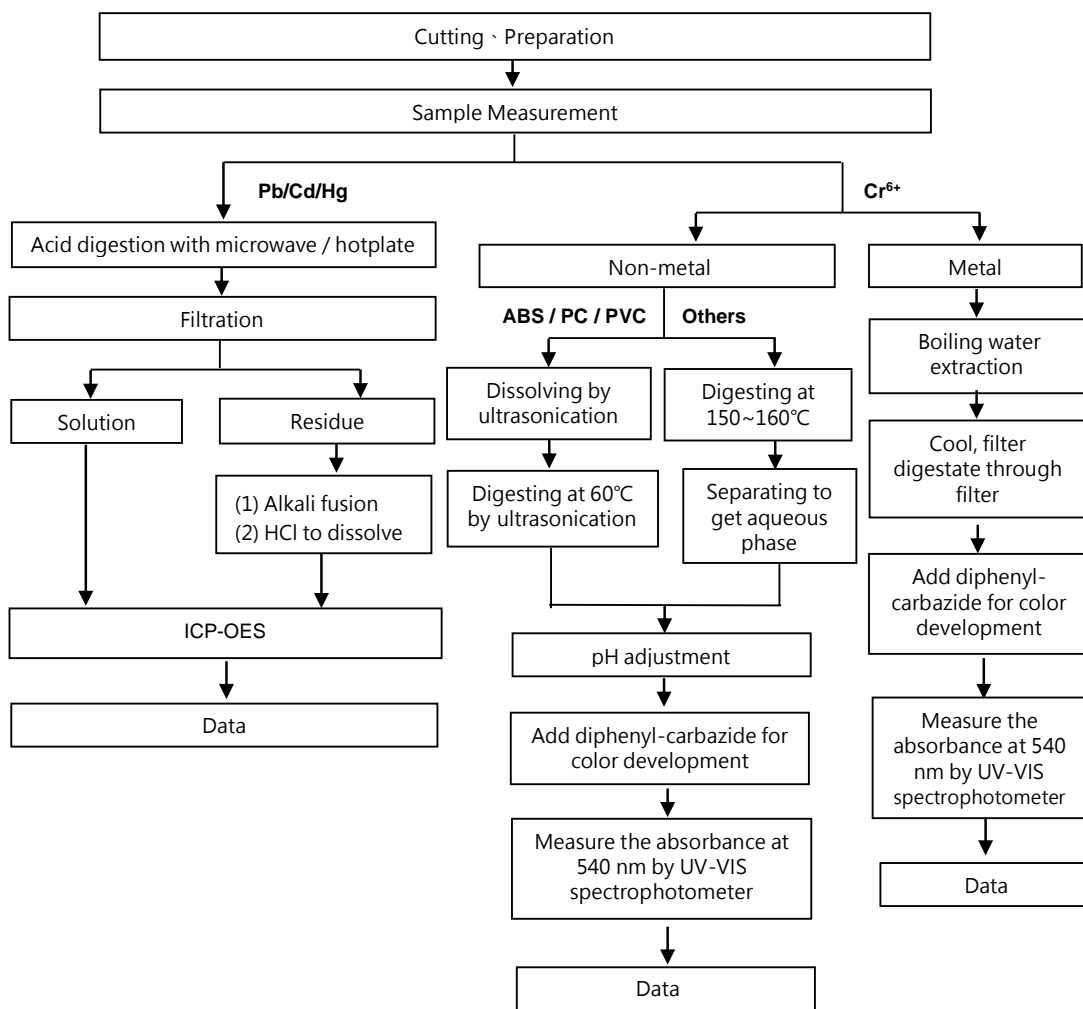 Cutting、Preparation
Sample Measurement
Pb/Cd/Hg
Cr⁶⁺
Acid digestion with microwave / hotplate
Filtration
Solution
Residue
(1) Alkali fusion
(2) HCl to dissolve
ICP-OES
Data
Non-metal
ABS / PC / PVC
Others
Dissolving by
ultrasonication
Digesting at 60℃
by ultrasonication
Digesting at
150~160℃
Separating to
get aqueous
phase
pH adjustment
Add diphenyl-carbazide for
color development
Measure the absorbance at
540 nm by UV-VIS
spectrophotometer
Data
Metal
Boiling water
extraction
Cool, filter
digestate through
filter
Add diphenyl-
carbazide for color
development
Measure the
absorbance at 540
nm by UV-VIS
spectrophotometer
Data